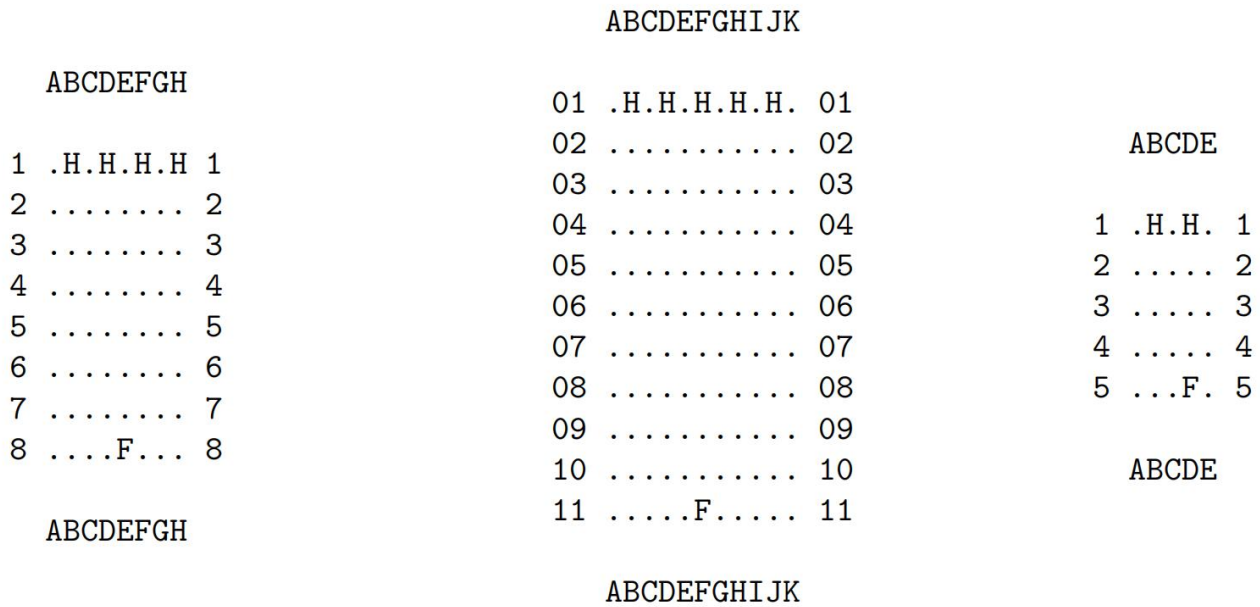 ABCDEFGH
1 .H.H.H.H 1
2 ........ 2
3 ........ 3
4 ........ 4
5 ........ 5
6 ........ 6
7 ........ 7
8 ....F... 8
ABCDEFGH
ABCDEFGHIJK
01 .H.H.H.H.H. 01
02 ........... 02
03 ........... 03
04 ........... 04
05 ........... 05
06 ........... 06
07 ........... 07
08 ........... 08
09 ........... 09
10 ........... 10
11 .....F..... 11
ABCDEFGHIJK
ABCDE
1 .H.H. 1
2 ..... 2
3 ..... 3
4 ..... 4
5 ...F. 5
ABCDE